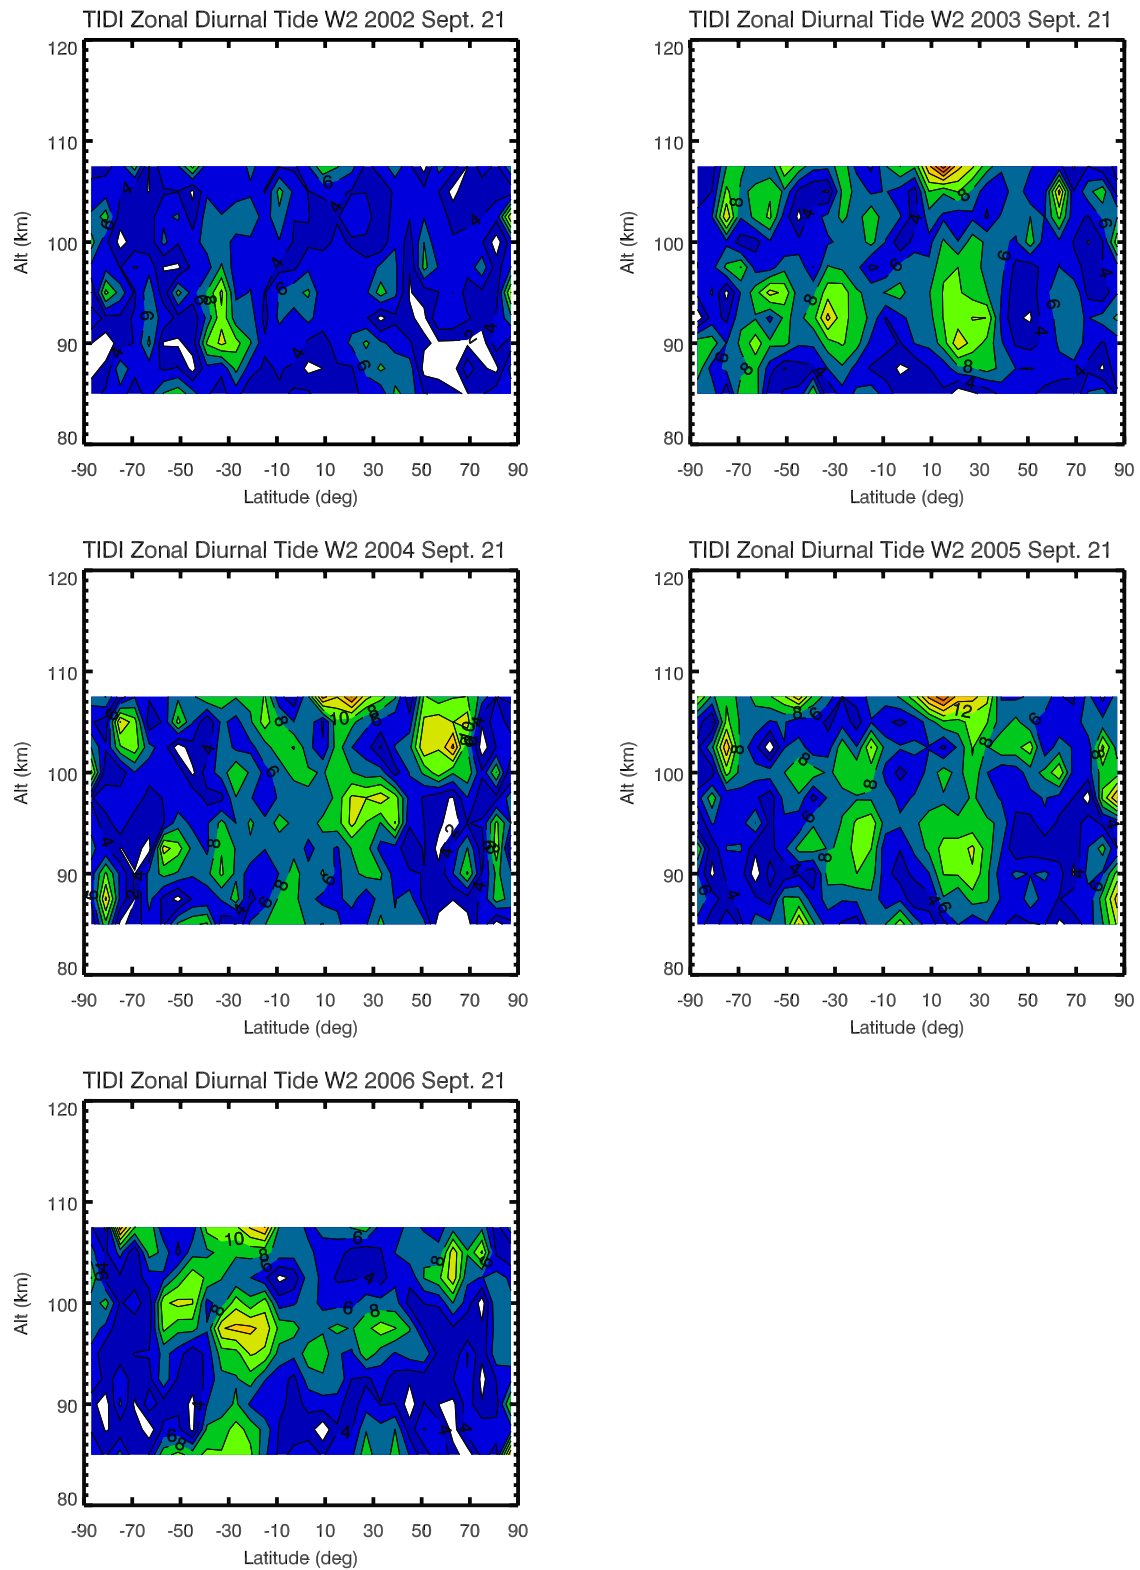 TIDI Zonal Diurnal Tide W2 2002 Sept. 21
120
110
100
90
80
Alt (km)
-90 -70 -50 -30 -10 10 30 50 70 90
Latitude (deg)
TIDI Zonal Diurnal Tide W2 2003 Sept. 21
120
110
100
90
80
Alt (km)
-90 -70 -50 -30 -10 10 30 50 70 90
Latitude (deg)
TIDI Zonal Diurnal Tide W2 2004 Sept. 21
120
110
100
90
80
Alt (km)
10
-90 -70 -50 -30 -10 10 30 50 70 90
Latitude (deg)
TIDI Zonal Diurnal Tide W2 2005 Sept. 21
120
110
100
90
80
Alt (km)
12
-90 -70 -50 -30 -10 10 30 50 70 90
Latitude (deg)
TIDI Zonal Diurnal Tide W2 2006 Sept. 21
120
110
100
90
80
Alt (km)
10
-90 -70 -50 -30 -10 10 30 50 70 90
Latitude (deg)